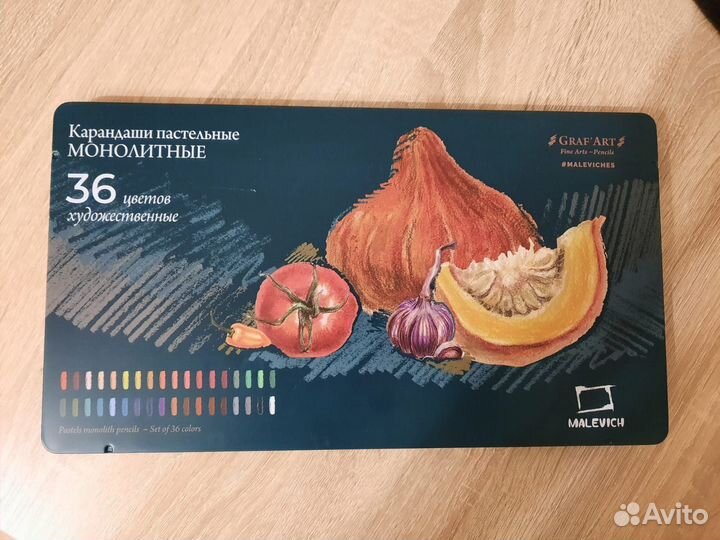 Карандаши пастельные
МОНОЛИТНЫЕ
36 цветов
художественные
GRAF'ART
Fine Arts ~ Pencils
#MALEVICHES
Pastels monolith pencils ~ Set of 36 colors
MALEVICH
Avito